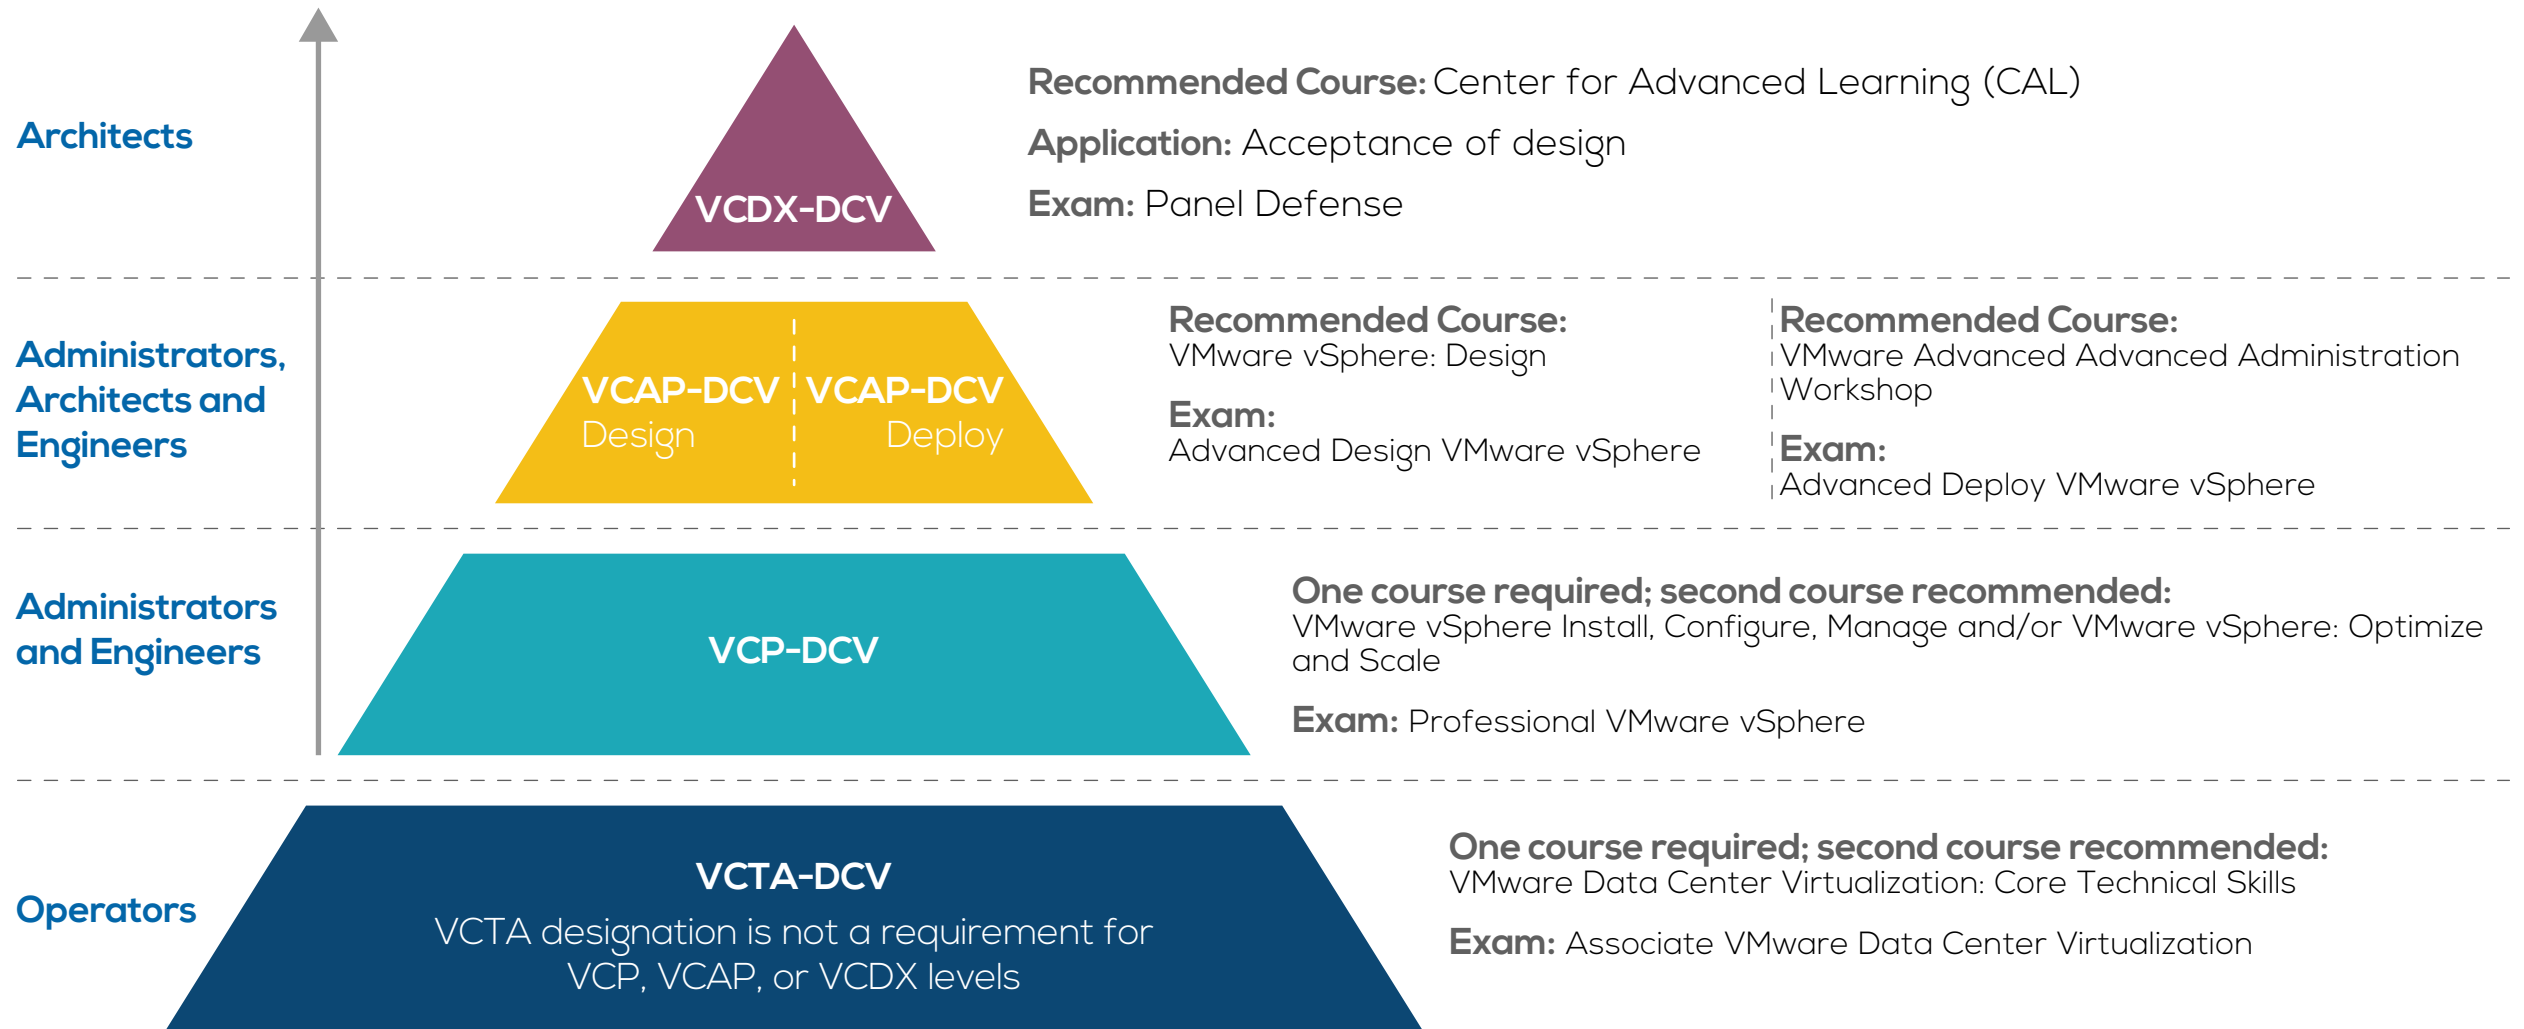 Architects
VCDX-DCV
Recommended Course: Center for Advanced Learning (CAL)
Application: Acceptance of design
Exam: Panel Defense
Administrators,
Architects and
Engineers
VCAP-DCV
Design
VCAP-DCV
Deploy
Recommended Course:
VMware vSphere: Design
Exam:
Advanced Design VMware vSphere
Recommended Course:
VMware Advanced Advanced Administration
Workshop
Exam:
Advanced Deploy VMware vSphere
Administrators
and Engineers
VCP-DCV
One course required; second course recommended:
VMware vSphere Install, Configure, Manage and/or VMware vSphere: Optimize
and Scale
Exam: Professional VMware vSphere
Operators
VCTA-DCV
VCTA designation is not a requirement for
VCP, VCAP, or VCDX levels
One course required; second course recommended:
VMware Data Center Virtualization: Core Technical Skills
Exam: Associate VMware Data Center Virtualization